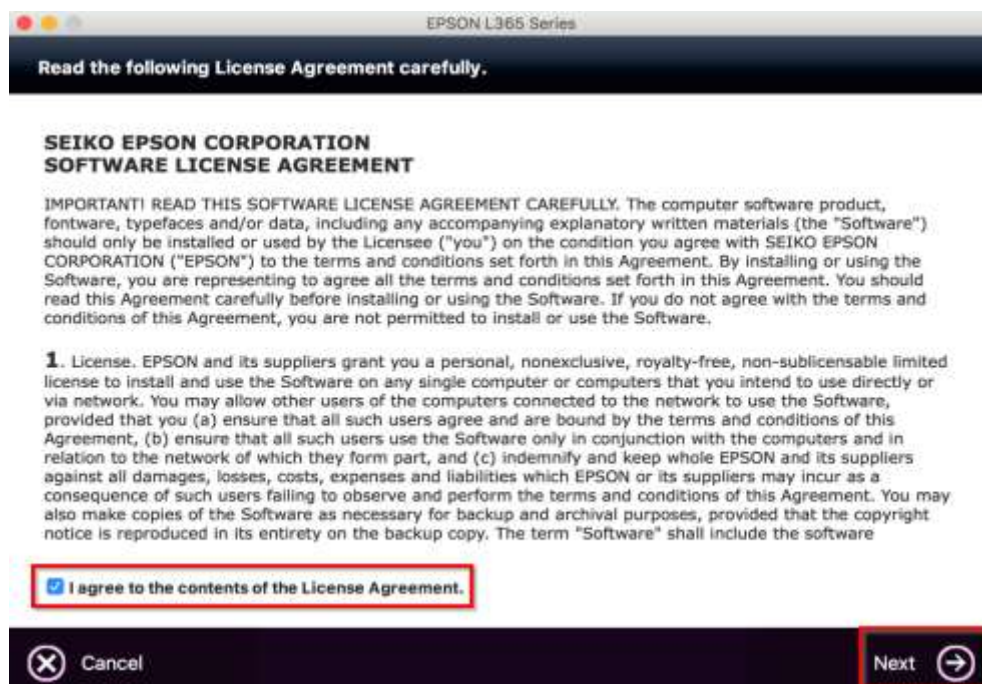 EPSON L365 Series
Read the following License Agreement carefully.
SEIKO EPSON CORPORATION
SOFTWARE LICENSE AGREEMENT
IMPORTANT! READ THIS SOFTWARE LICENSE AGREEMENT CAREFULLY. The computer software product,
fontware, typefaces and/or data, including any accompanying explanatory written materials (the "Software")
should only be installed or used by the Licensee ("you") on the condition you agree with SEIKO EPSON
CORPORATION ("EPSON") to the terms and conditions set forth in this Agreement. By installing or using the
Software, you are representing to agree all the terms and conditions set forth in this Agreement. You should
read this Agreement carefully before installing or using the Software. If you do not agree with the terms and
conditions of this Agreement, you are not permitted to install or use the Software.
1. License. EPSON and its suppliers grant you a personal, nonexclusive, royalty-free, non-sublicensable limited
license to install and use the Software on any single computer or computers that you intend to use directly or
via network. You may allow other users of the computers connected to the network to use the Software,
provided that you (a) ensure that all such users agree and are bound by the terms and conditions of this
Agreement, (b) ensure that all such users use the Software only in conjunction with the computers and in
relation to the network of which they form part, and (c) indemnify and keep whole EPSON and its suppliers
against all damages, losses, costs, expenses and liabilities which EPSON or its suppliers may incur as a
consequence of such users failing to observe and perform the terms and conditions of this Agreement. You may
also make copies of the Software as necessary for backup and archival purposes, provided that the copyright
notice is reproduced in its entirety on the backup copy. The term "Software" shall include the software
I agree to the contents of the License Agreement.
Cancel
Next